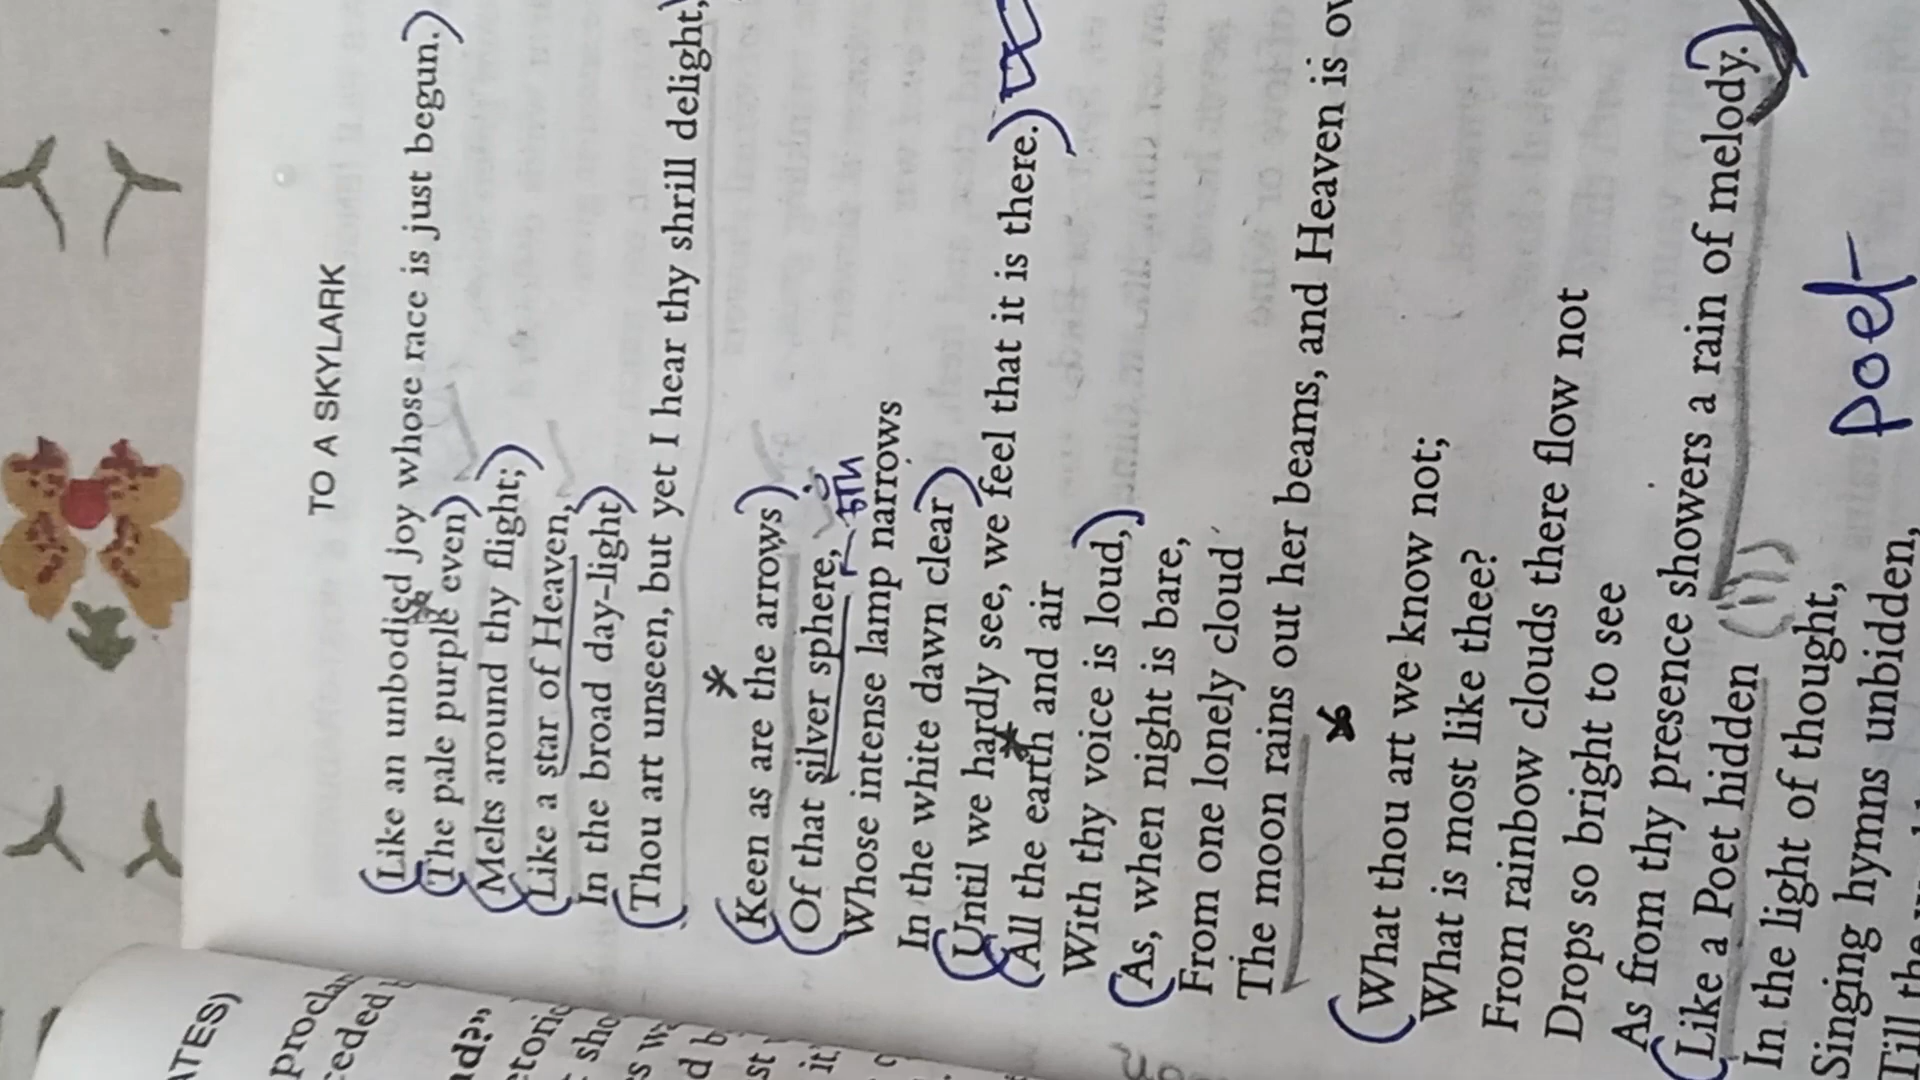 TO A SKYLARK
(Like an unbodied joy whose race is just begun.)
(The pale purple even)
(Melts around thy flight;)
(Like a star of Heaven,
In the broad day-light)
(Thou art unseen, but yet I hear thy shrill delight,
(Keen as are the arrows)
(Of that silver sphere,
Whose intense lamp narrows
In the white dawn clear)
(Until we hardly see, we feel that it is there.)
(All the earth and air
With thy voice is loud,)
(As, when night is bare,
From one lonely cloud
The moon rains out her beams, and Heaven is
(What thou art we know not;
What is most like thee?
From rainbow clouds there flow not
Drops so bright to see
As from thy presence showers a rain of melody.)
(Like a Poet hidden
In the light of thought,
Singing hymns unbidden,
Till the
Poet
ATES)